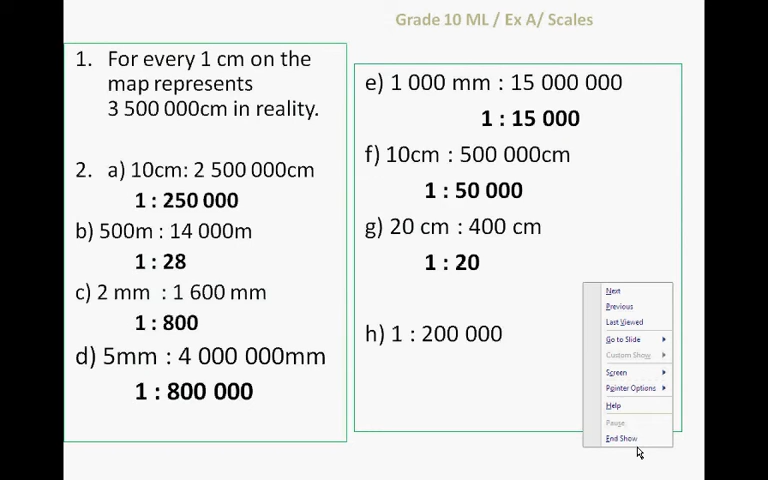 Grade 10 ML / Ex A/ Scales
1. For every 1 cm on the
map represents
3 500 000cm in reality.
2. a) 10cm: 2 500 000cm
1 : 250 000
b) 500m : 14 000m
1 : 28
c) 2 mm : 1 600 mm
1 : 800
d) 5mm : 4 000 000mm
1 : 800 000
e) 1 000 mm : 15 000 000
1 : 15 000
f) 10cm : 500 000cm
1 : 50 000
g) 20 cm : 400 cm
1 : 20
h) 1 : 200 000
Next
Previous
Last Viewed
Go to Slide
Custom Show
Screen
Pointer Options
Help
Pause
End Show